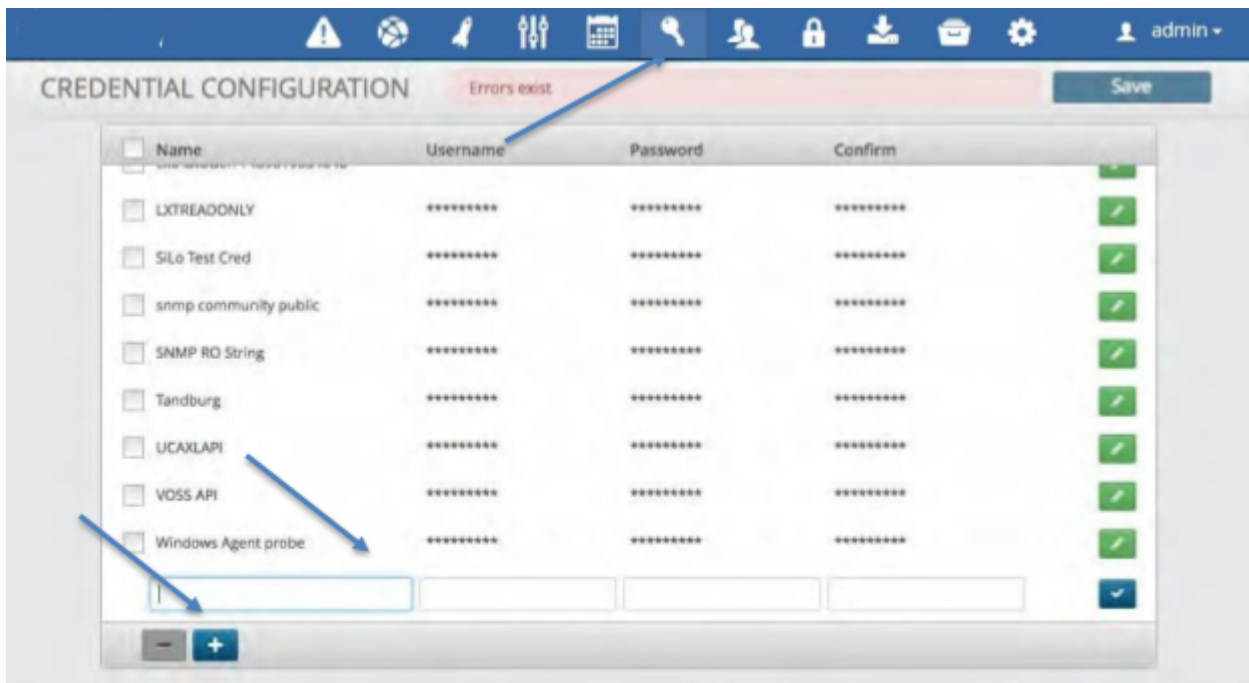 admin
CREDENTIAL CONFIGURATION Errors exist Save
Name Username Password Confirm
LXTREADONLY ********* ********* *********
SiLo Test Cred ********* ********* *********
snmp community public ********* ********* *********
SNMP RO String ********* ********* *********
Tandburg ********* ********* *********
UCAXLAPI ********* ********* *********
VOSS API ********* ********* *********
Windows Agent probe ********* ********* *********